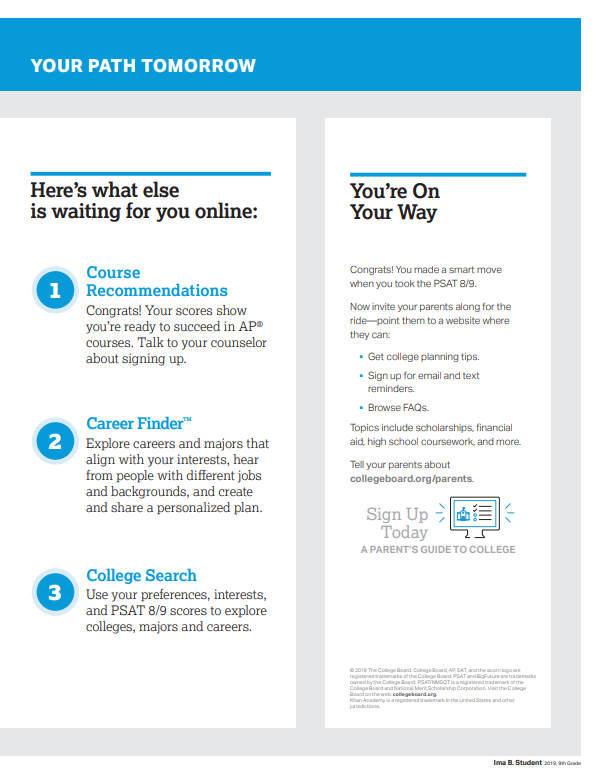 YOUR PATH TOMORROW
Here's what else
is waiting for you online:
1
Course
Recommendations
Congrats! Your scores show
you're ready to succeed in AP®
courses. Talk to your counselor
about signing up.
2
Career Finder™
Explore careers and majors that
align with your interests, hear
from people with different jobs
and backgrounds, and create
and share a personalized plan.
3
College Search
Use your preferences, interests,
and PSAT 8/9 scores to explore
colleges, majors and careers.
You're On
Your Way
Congrats! You made a smart move
when you took the PSAT 8/9.
Now invite your parents along for the
ride—point them to a website where
they can:
▪ Get college planning tips.
▪ Sign up for email and text
reminders.
▪ Browse FAQs.
Topics include scholarships, financial
aid, high school coursework, and more.
Tell your parents about
collegeboard.org/parents.
Sign Up
Today
A PARENT'S GUIDE TO COLLEGE
© 2019 The College Board. College Board, AP, SAT, and the acorn logo are
registered trademarks of the College Board. PSAT and BigFuture are trademarks
owned by the College Board. PSAT/NMSQT is a registered trademark of the
College Board and National Merit Scholarship Corporation. Visit the College
Board on the web: collegeboard.org.
Khan Academy is a registered trademark in the United States and other
jurisdictions.
Ima B. Student 2019, 9th Grade